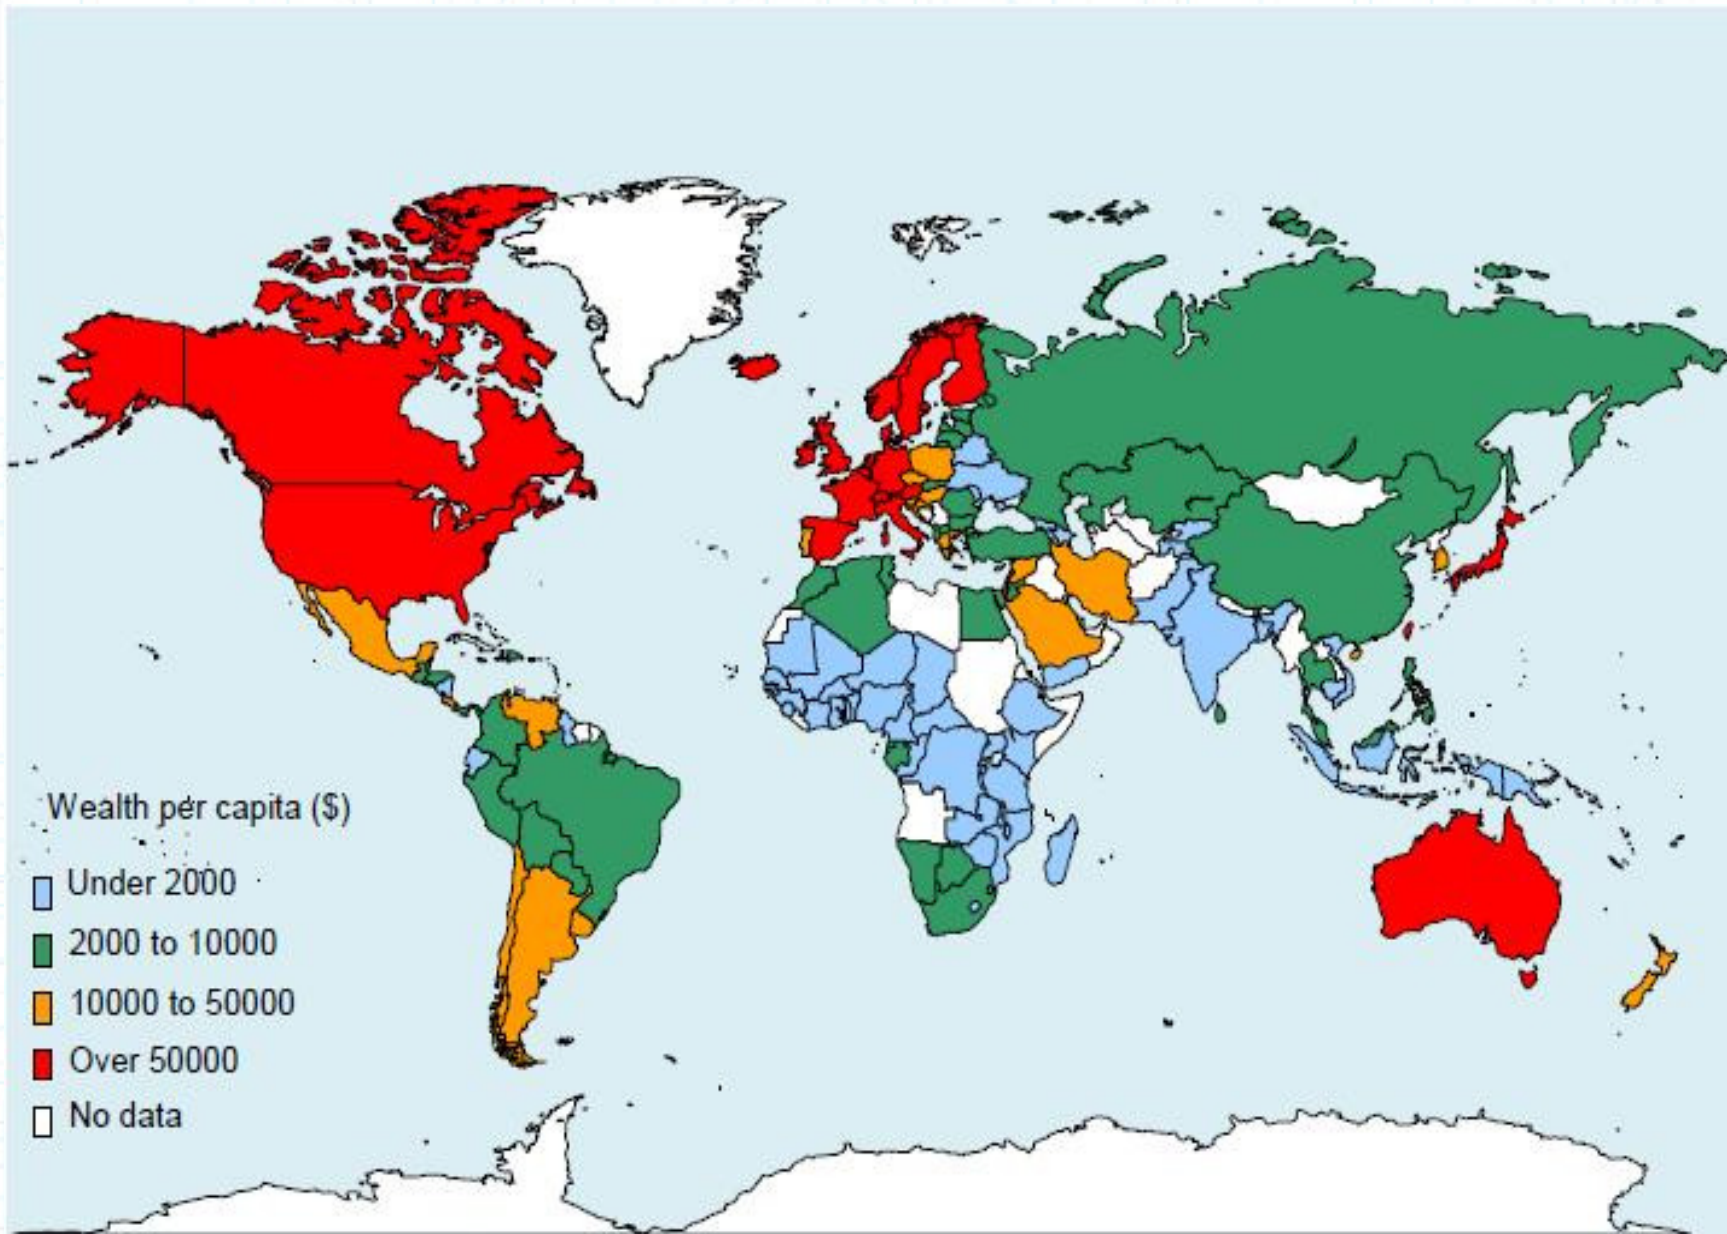 Wealth per capita ($)
Under 2000
2000 to 10000
10000 to 50000
Over 50000
No data